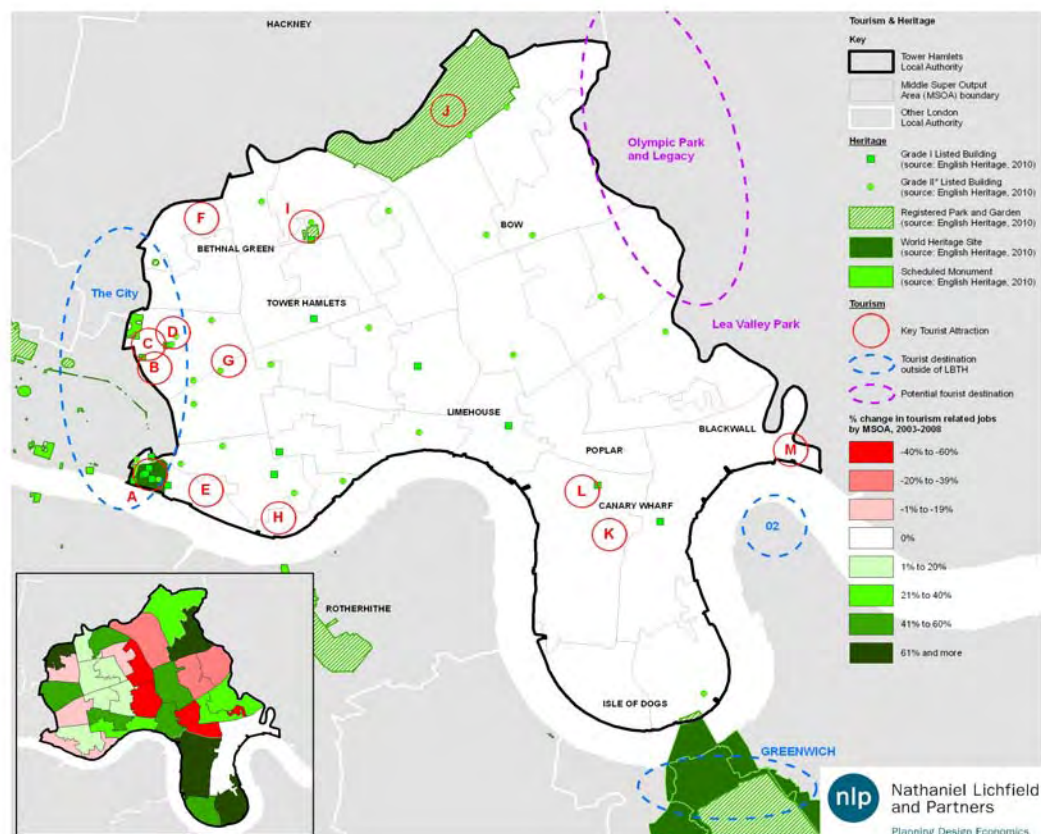 HACKNEY
J
Olympic Park
and Legacy
F
I
BOW
BETHNAL GREEN
The City
TOWER HAMLETS
D
C
B
G
Lea Valley Park
LIMEHOUSE
BLACKWALL
POPLAR
M
A
E
L
CANARY WHARF
H
K
02
ROTHERHITHE
ISLE OF DOGS
GREENWICH
Tourism & Heritage
Key
Tower Hamlets
Local Authority
Middle Super Output
Area (MSOA) boundary
Other London
Local Authority
Heritage
Grade I Listed Building
(source: English Heritage, 2010)
Grade II* Listed Building
(source: English Heritage, 2010)
Registered Park and Garden
(source: English Heritage, 2010)
World Heritage Site
(source: English Heritage, 2010)
Scheduled Monument
(source: English Heritage, 2010)
Tourism
Key Tourist Attraction
Tourist destination
outside of LBTH
Potential tourist destination
% change in tourism related jobs
by MSOA, 2003-2008
-40% to -60%
-20% to -39%
-1% to -19%
0%
1% to 20%
21% to 40%
41% to 60%
61% and more
nlp
Nathaniel Lichfield
and Partners
Planning Design Economics